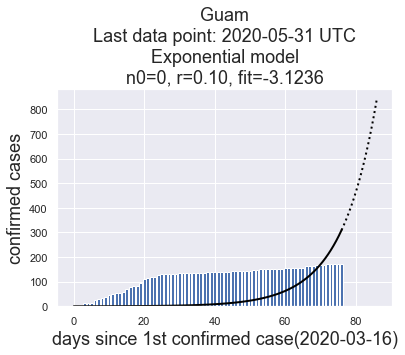 Guam
Last data point: 2020-05-31 UTC
Exponential model
n0=0, r=0.10, fit=-3.1236
800
700
600
500
400
300
200
100
0
confirmed cases
0 20 40 60 80
days since 1st confirmed case(2020-03-16)